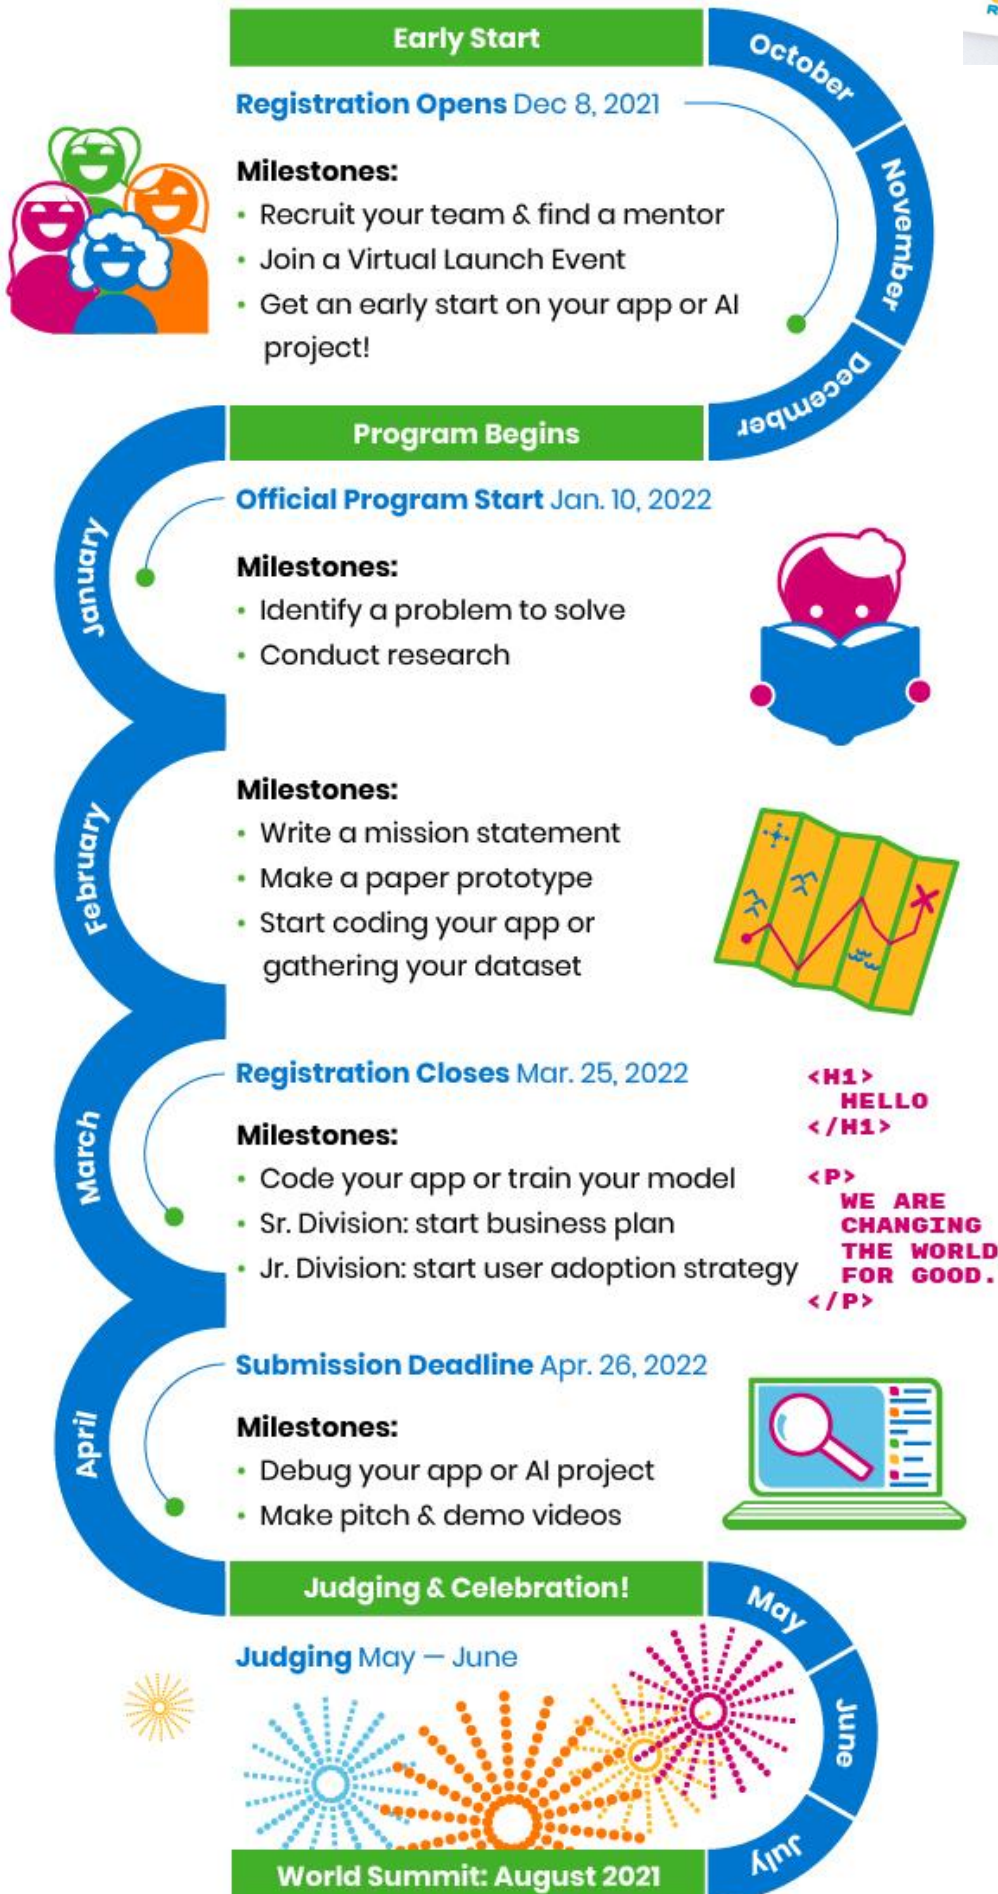 Early Start
October
Registration Opens Dec 8, 2021
November
Milestones:
• Recruit your team & find a mentor
• Join a Virtual Launch Event
• Get an early start on your app or AI
project!
December
Program Begins
January
Official Program Start Jan. 10, 2022
Milestones:
• Identify a problem to solve
• Conduct research
February
Milestones:
• Write a mission statement
• Make a paper prototype
• Start coding your app or
gathering your dataset
March
Registration Closes Mar. 25, 2022
Milestones:
• Code your app or train your model
• Sr. Division: start business plan
• Jr. Division: start user adoption strategy
<H1>
HELLO
</H1>
<P>
WE ARE
CHANGING
THE WORLD
FOR GOOD.
</P>
April
Submission Deadline Apr. 26, 2022
Milestones:
• Debug your app or AI project
• Make pitch & demo videos
Judging & Celebration!
May
Judging May — June
June
July
World Summit: August 2021